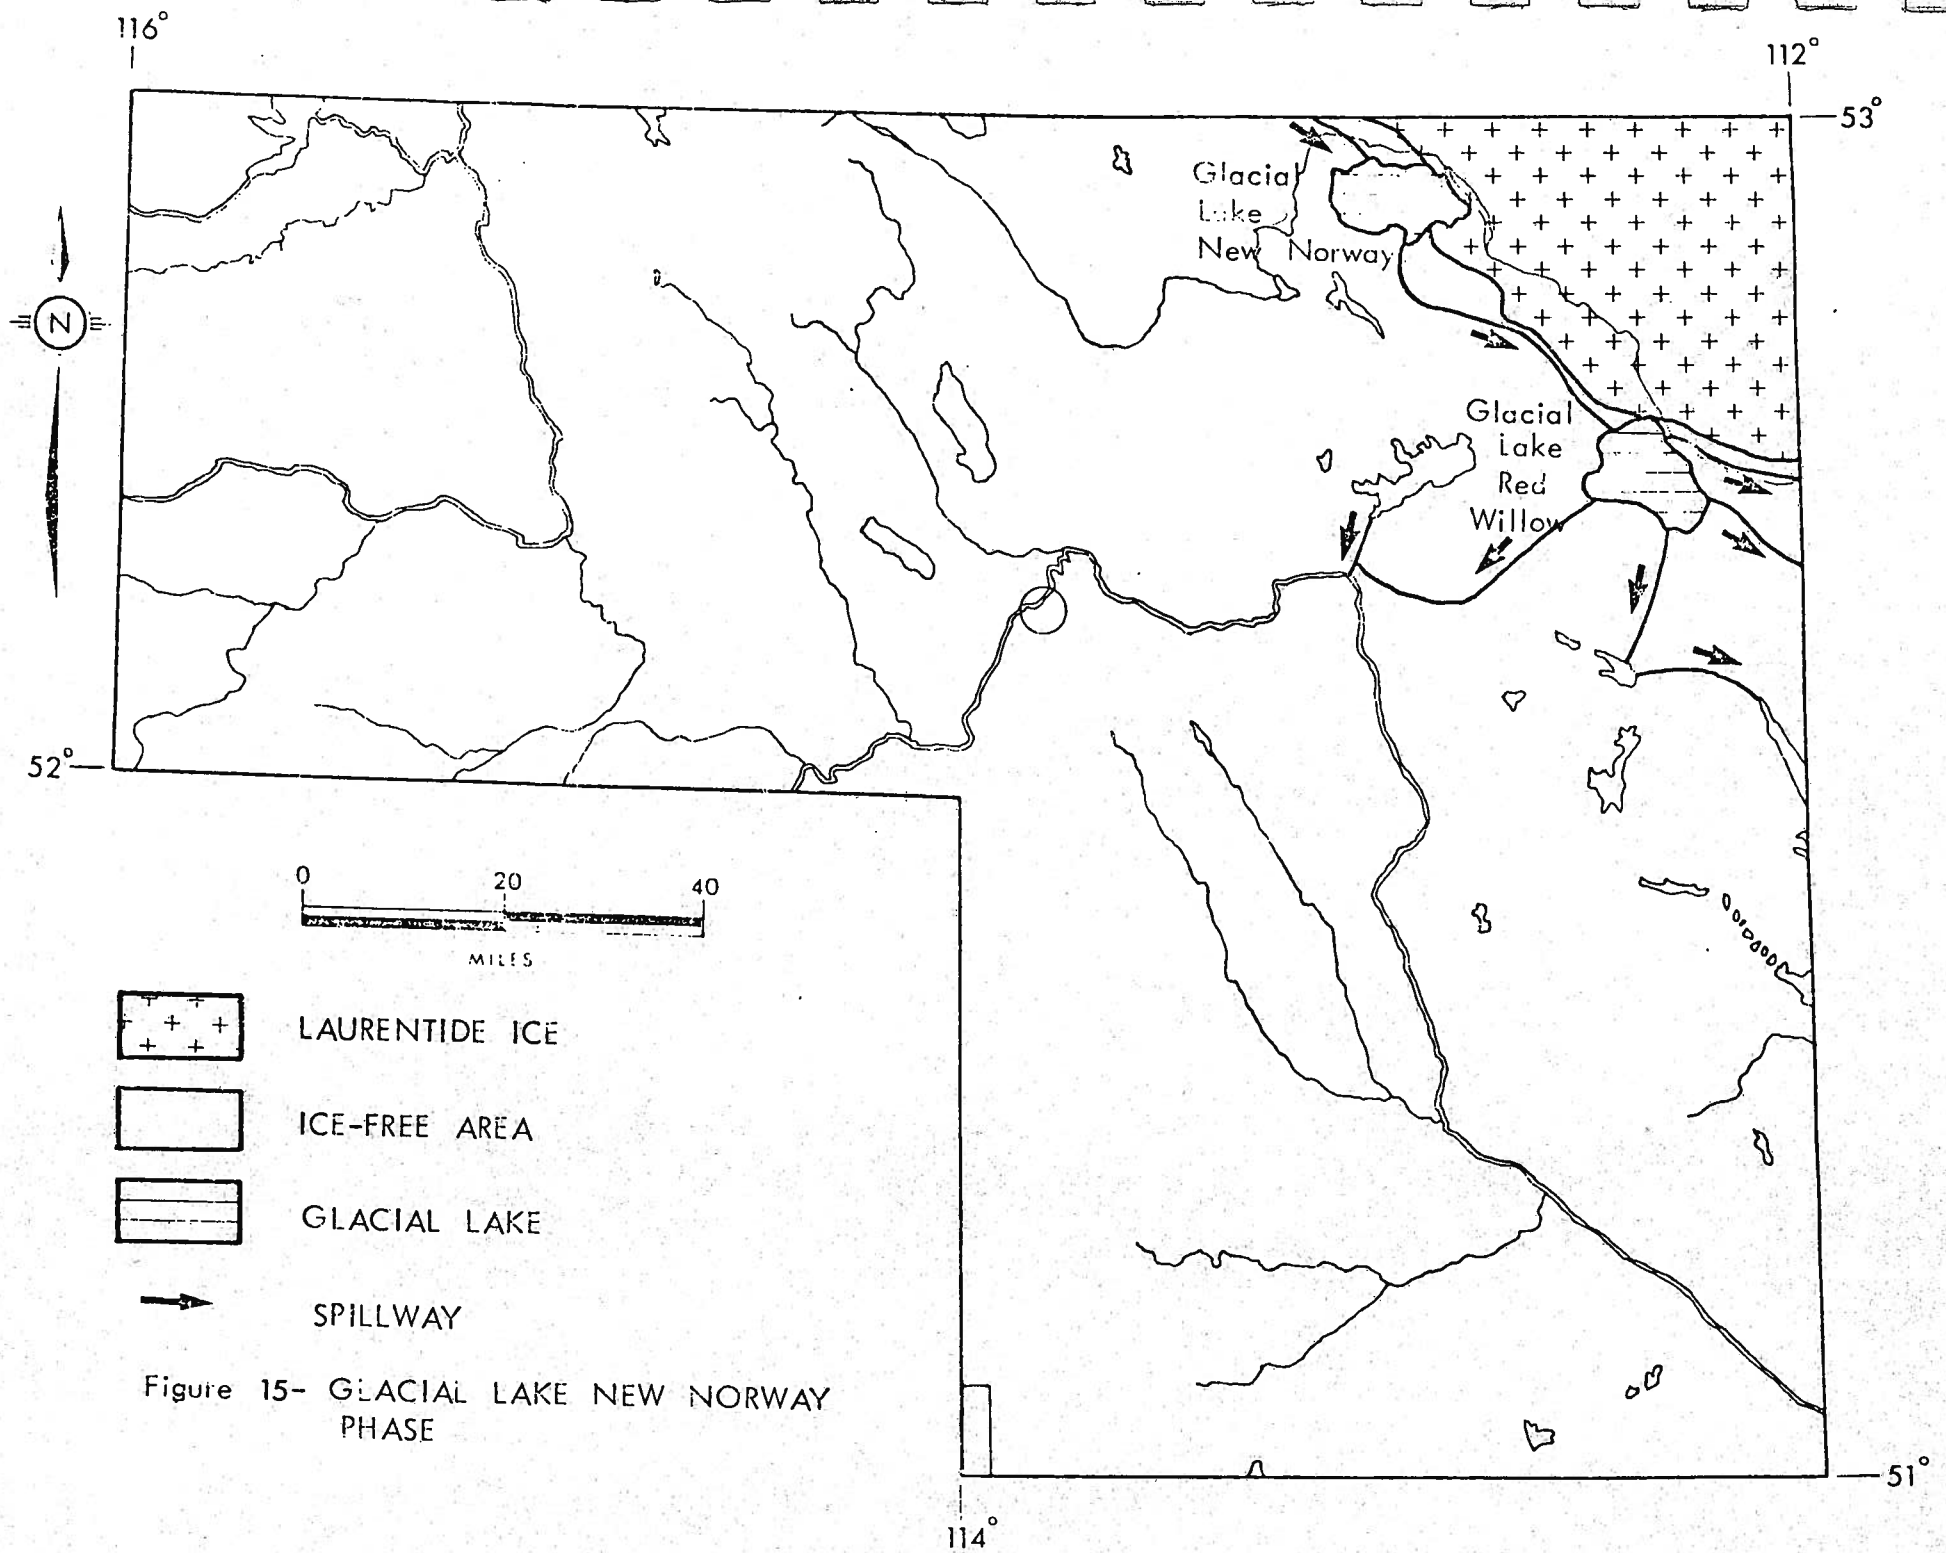 116°
112°
53°
Glacial
Lake
New Norway
N
Glacial
Lake
Red
Willow
52°
0 20 40
MILES
LAURENTIDE ICE
ICE-FREE AREA
GLACIAL LAKE
SPILLWAY
Figure 15- GLACIAL LAKE NEW NORWAY
PHASE
51°
114°